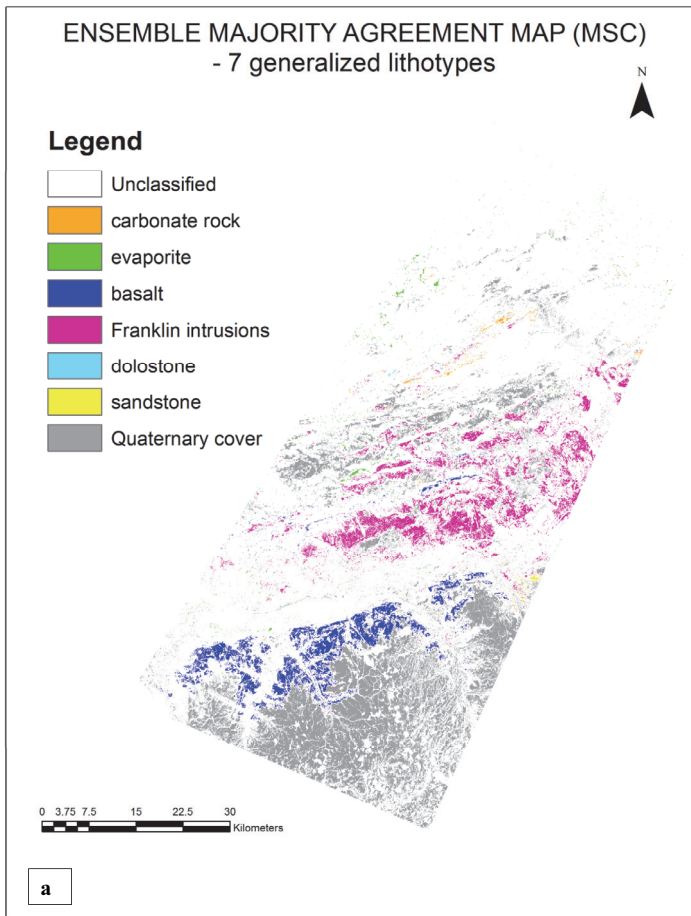 ENSEMBLE MAJORITY AGREEMENT MAP (MSC)
- 7 generalized lithotypes
N
Legend
Unclassified
carbonate rock
evaporite
basalt
Franklin intrusions
dolostone
sandstone
Quaternary cover
0 3.75 7.5 15 22.5 30
Kilometers
a